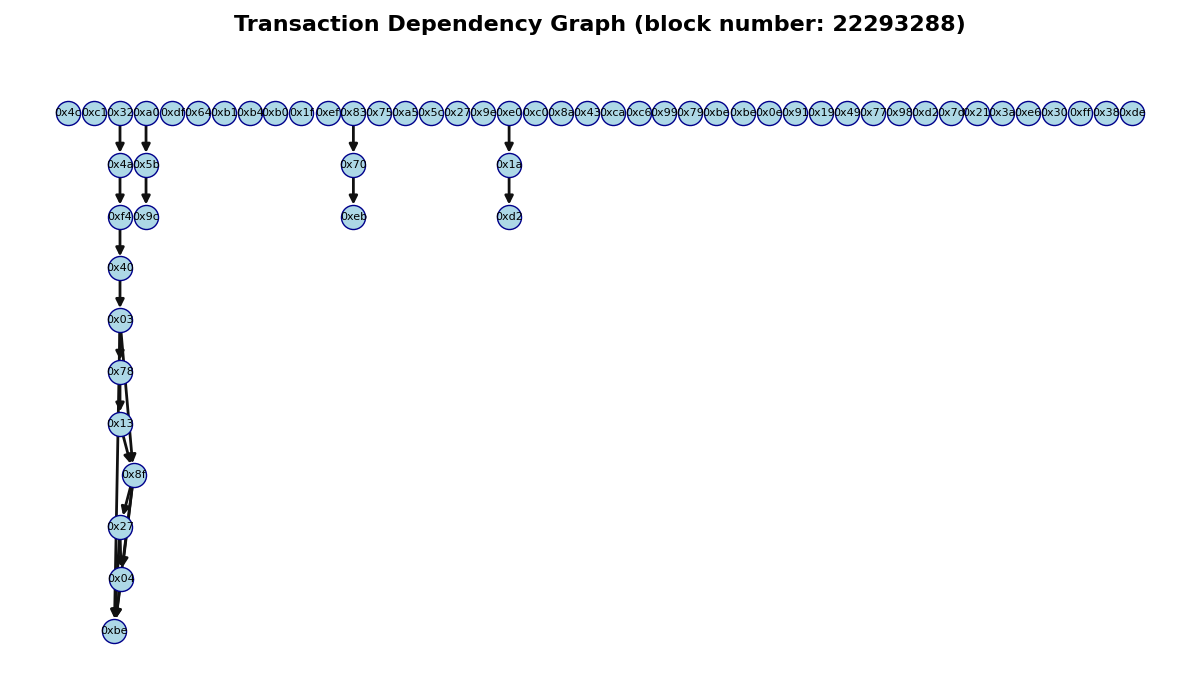 Transaction Dependency Graph (block number: 22293288)
0x4c 0xc1 0x32 0xa0 0xdf 0x64 0xb1 0xb4 0xb0 0x1f 0xef 0x83 0x75 0xa5 0x5c 0x27 0x9e 0xe0 0xc0 0x8a 0x43 0xca 0xc6 0x99 0x79 0xbe 0xbe 0x0e 0x91 0x19 0x49 0x77 0x98 0xd2 0x7d 0x21 0x3a 0xe6 0x30 0xff 0x38 0xde
0x4a 0x5b 0x70 0x1a
0xf4 0x9c 0xeb 0xd2
0x40
0x03
0x78
0x13
0x8f
0x27
0x04
0xbe